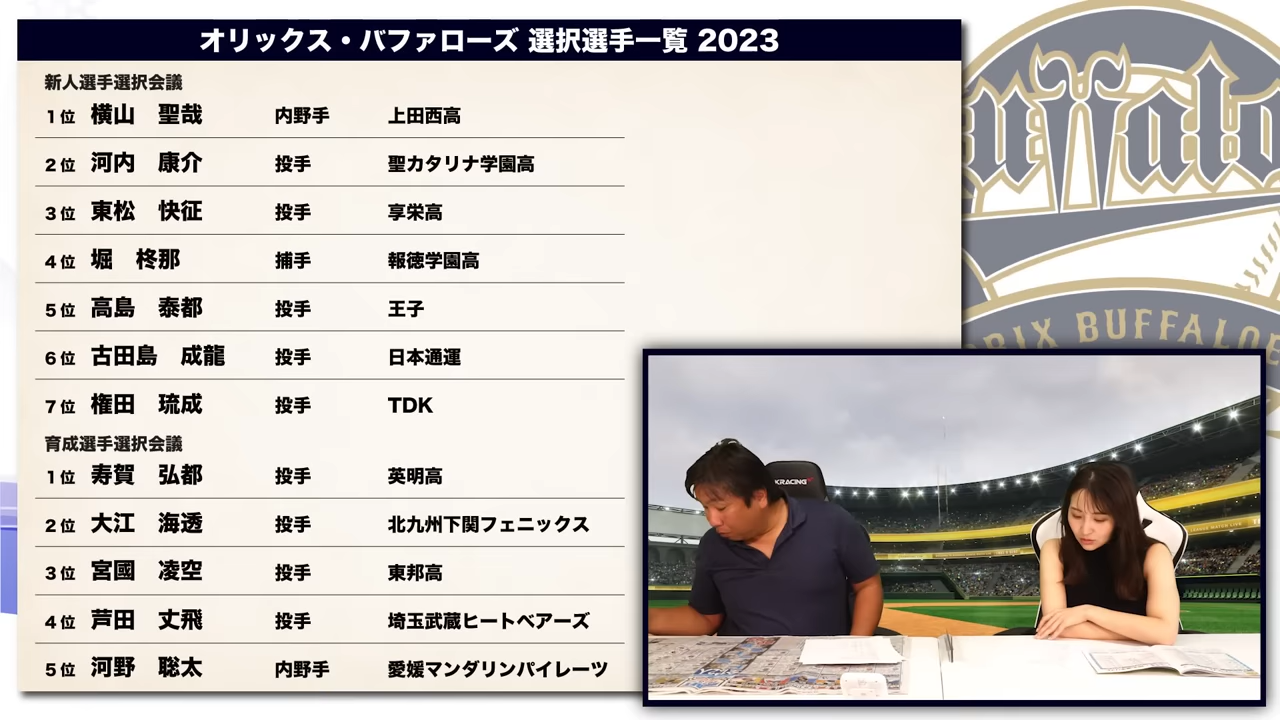 オリックス・バファローズ 選択選手一覧 2023
新人選手選択会議
1位 横山 聖哉 内野手 上田西高
2位 河内 康介 投手 聖カタリナ学園高
3位 東松 快征 投手 享栄高
4位 堀 柊那 捕手 報徳学園高
5位 高島 泰都 投手 王子
6位 古田島 成龍 投手 日本通運
7位 権田 琉成 投手 TDK
育成選手選択会議
1位 寿賀 弘都 投手 英明高
2位 大江 海透 投手 北九州下関フェニックス
3位 宮國 凌空 投手 東邦高
4位 芦田 丈飛 投手 埼玉武蔵ヒートベアーズ
5位 河野 聡太 内野手 愛媛マンダリンパイレーツ
uffalo
RIX BUFFALOE
KRACING